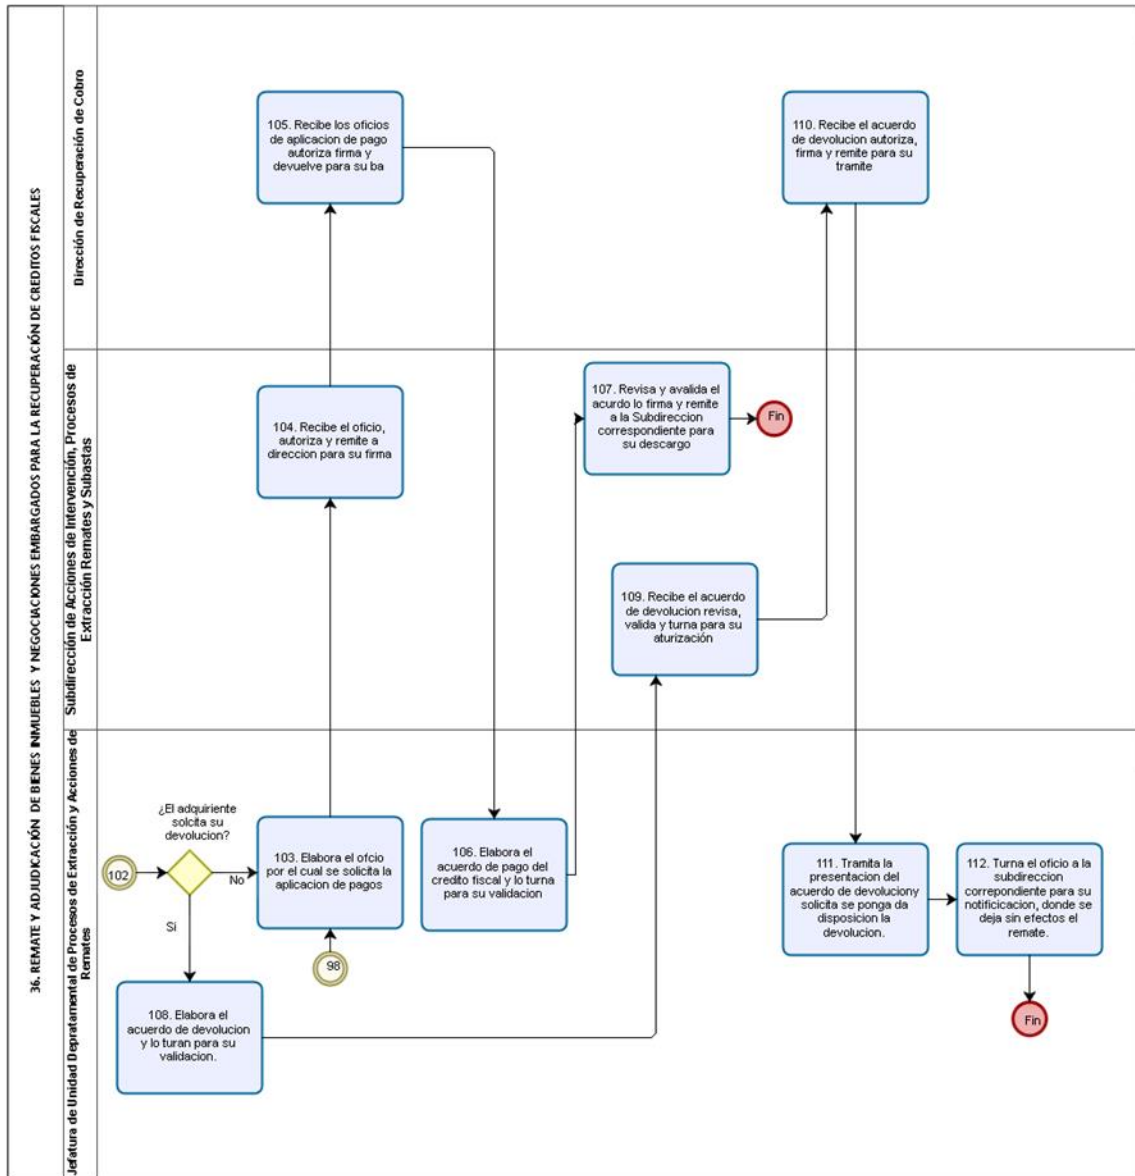 36. REMATE Y ADJUDICACIÓN DE BIENES INMUEBLES Y NEGOCIACIONES EMBARGADOS PARA LA RECUPERACIÓN DE CREDITOS FISCALES
Dirección de Recuperación de Cobro
105. Recibe los oficios
de aplicacion de pago
autoriza firma y
devuelve para su ba
110. Recibe el acuerdo
de devolucion autoriza,
firma y remite para su
tramite
Subdirección de Acciones de Intervención, Procesos de
Extracción Remates y Subastas
104. Recibe el oficio,
autoriza y remite a
direccion para su firma
107. Revisa y avalida el
acurdo lo firma y remite
a la Subdireccion
correspondiente para
su descargo
Fin
109. Recibe el acuerdo
de devolucion revisa,
valida y turna para su
aturización
Jefatura de Unidad Depratamental de Procesos de Extracción y Acciones de
Remates
102
¿El adquiriente
solcita su
devolucion?
No
Si
103. Elabora el ofcio
por el cual se solicita la
aplicacion de pagos
98
106. Elabora el
acuerdo de pago del
credito fiscal y lo turna
para su validacion
108. Elabora el
acuerdo de devolucion
y lo turan para su
validacion.
111. Tramita la
presentacion del
acuerdo de devoluciony
solicita se ponga da
disposicion la
devolucion.
112. Turna el oficio a la
subdireccion
correpondiente para su
notificicacion, donde se
deja sin efectos el
remate.
Fin